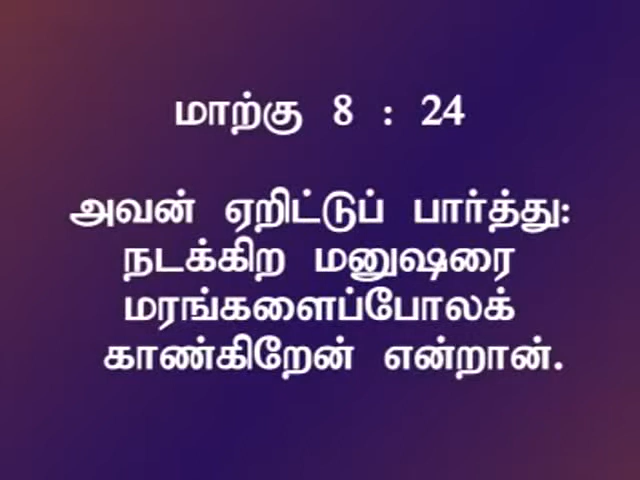 மாற்கு 8 : 24
அவன் ஏறிட்டுப் பார்த்து:
நடக்கிற மனுஷரை
மரங்களைப்போலக்
காண்கிறேன் என்றான்.